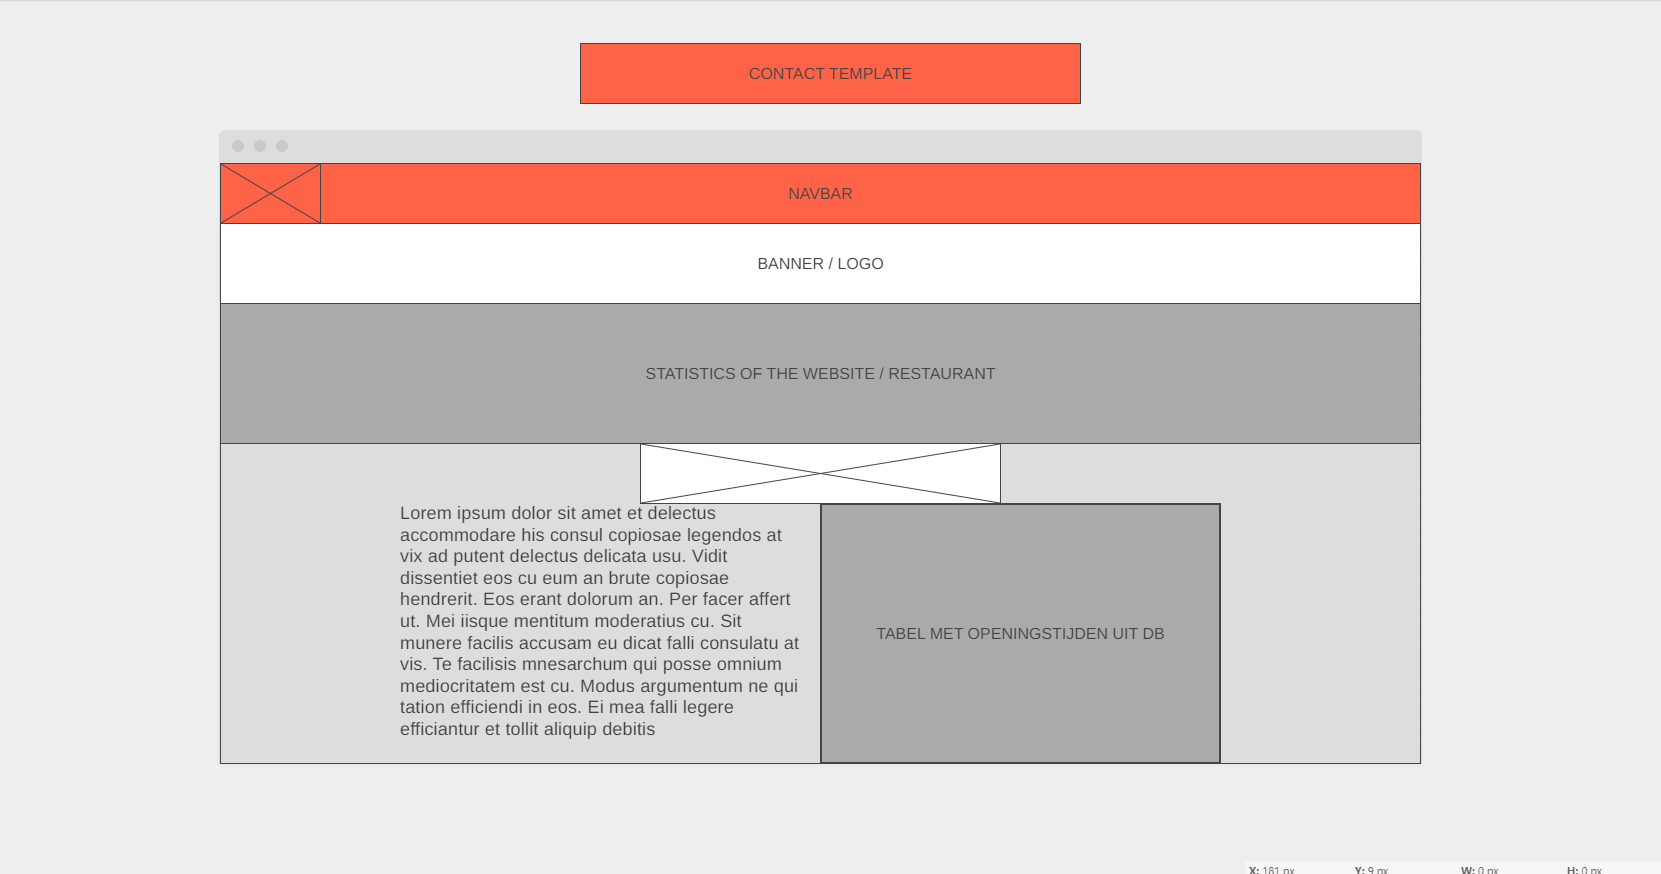 CONTACT TEMPLATE
NAVBAR
BANNER / LOGO
STATISTICS OF THE WEBSITE / RESTAURANT
Lorem ipsum dolor sit amet et delectus
accommodare his consul copiosae legendos at
vix ad putent delectus delicata usu. Vidit
dissentiet eos cu eum an brute copiosae
hendrerit. Eos erant dolorum an. Per facer affert
ut. Mei iisque mentitum moderatius cu. Sit
munere facilis accusam eu dicat falli consulatu at
vis. Te facilisis mnesarchum qui posse omnium
mediocritatem est cu. Modus argumentum ne qui
tation efficiendi in eos. Ei mea falli legere
efficiantur et tollit aliquip debitis
TABEL MET OPENINGSTIJDEN UIT DB
X: 181 px Y: 9 px W: 0 px H: 0 px